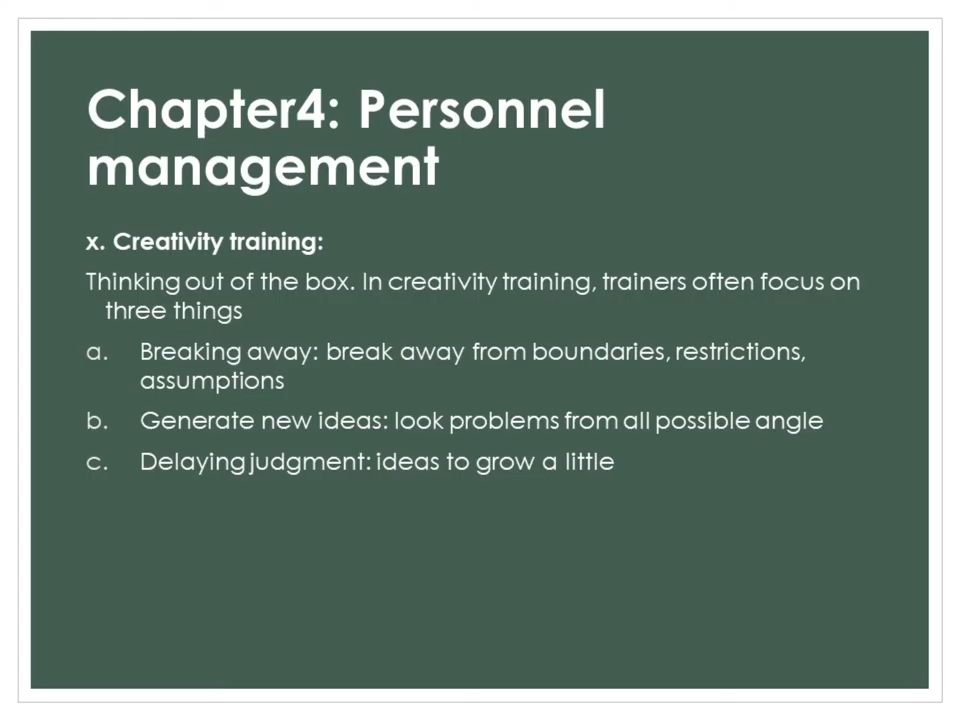 Chapter4: Personnel
management
x. Creativity training:
Thinking out of the box. In creativity training, trainers often focus on
three things
a. Breaking away: break away from boundaries, restrictions,
assumptions
b. Generate new ideas: look problems from all possible angle
c. Delaying judgment: ideas to grow a little